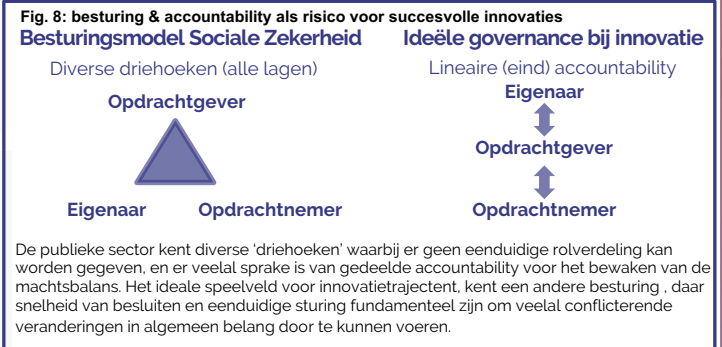 Fig. 8: besturing & accountability als risico voor succesvolle innovaties
Besturingsmodel Sociale Zekerheid
Diverse driehoeken (alle lagen)
Opdrachtgever
Eigenaar
Opdrachtnemer
Ideële governance bij innovatie
Lineaire (eind) accountability
Eigenaar
Opdrachtgever
Opdrachtnemer
De publieke sector kent diverse ‘driehoeken’ waarbij er geen eenduidige rolverdeling kan
worden gegeven, en er veelal sprake is van gedeelde accountability voor het bewaken van de
machtsbalans. Het ideale speelveld voor innovatietrajectent, kent een andere besturing , daar
snelheid van besluiten en eenduidige sturing fundamenteel zijn om veelal conflicterende
veranderingen in algemeen belang door te kunnen voeren.